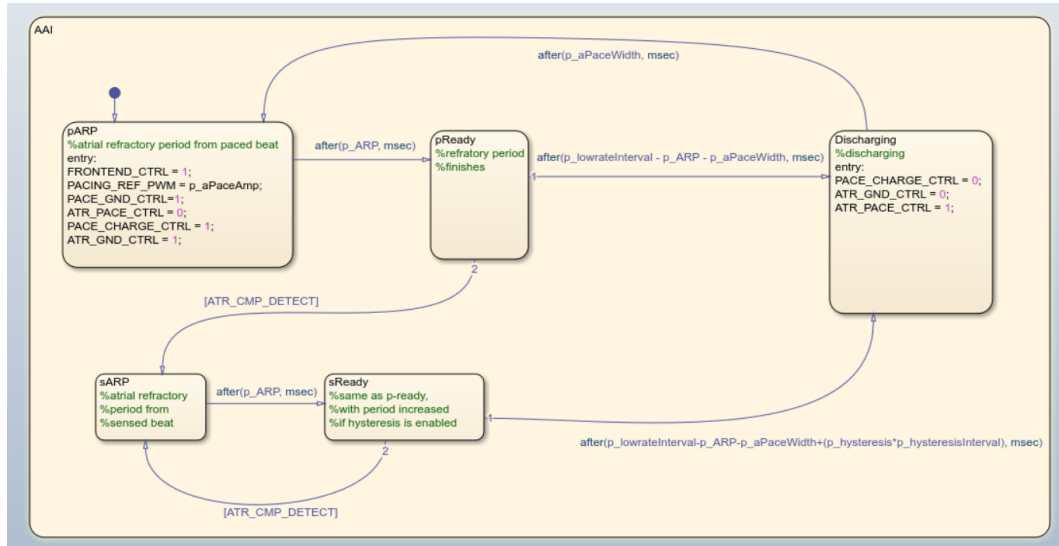 AAI
after(p_aPaceWidth, msec)
pARP
%atrial refractory period from paced beat
entry:
FRONTEND_CTRL = 1;
PACING_REF_PWM = p_aPaceAmp;
PACE_GND_CTRL=1;
ATR_PACE_CTRL = 0;
PACE_CHARGE_CTRL = 1;
ATR_GND_CTRL = 1;
after(p_ARP, msec)
pReady
%refratory period
%finishes
1
after(p_lowrateInterval - p_ARP - p_aPaceWidth, msec)
Discharging
%discharging
entry:
PACE_CHARGE_CTRL = 0;
ATR_GND_CTRL = 0;
ATR_PACE_CTRL = 1;
2
[ATR_CMP_DETECT]
sARP
%atrial refractory
%period from
%sensed beat
after(p_ARP, msec)
sReady
%same as p-ready,
%with period increased
%if hysteresis is enabled
1
after(p_lowrateInterval-p_ARP-p_aPaceWidth+(p_hysteresis*p_hysteresisInterval), msec)
2
[ATR_CMP_DETECT]